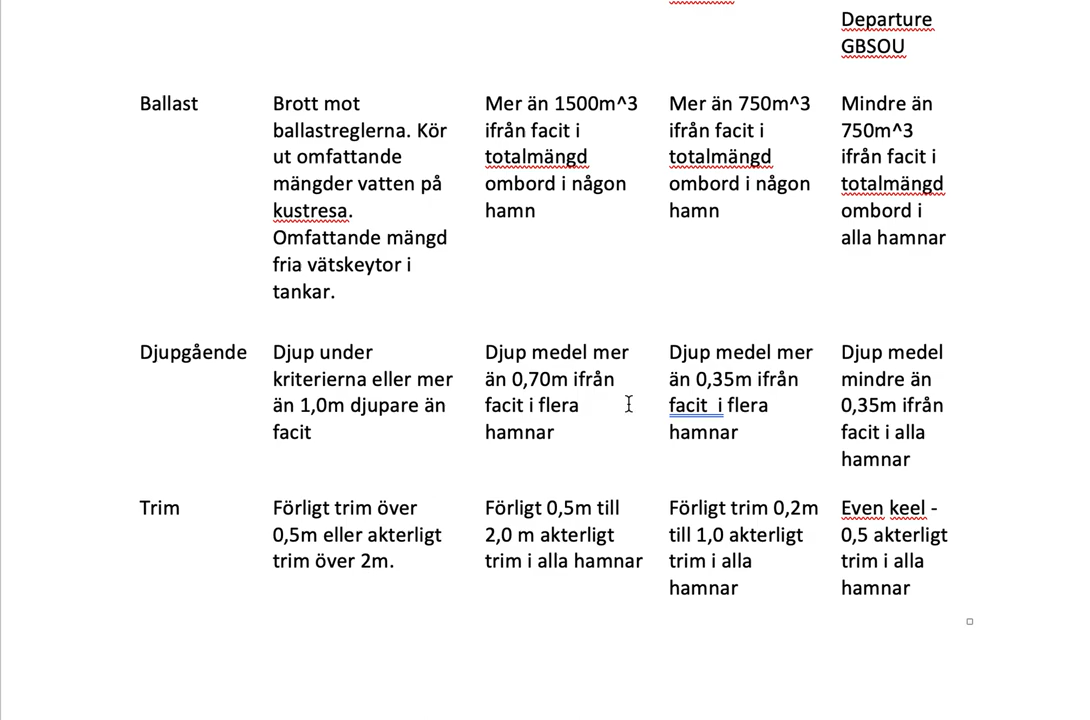 Departure
GBSOU
Ballast
Brott mot
ballastreglerna. Kör
ut omfattande
mängder vatten på
kustresa.
Omfattande mängd
fria vätskeytor i
tankar.
Mer än 1500m^3
ifrån facit i
totalmängd
ombord i någon
hamn
Mer än 750m^3
ifrån facit i
totalmängd
ombord i någon
hamn
Mindre än
750m^3
ifrån facit i
totalmängd
ombord i
alla hamnar
Djupgående
Djup under
kriterierna eller mer
än 1,0m djupare än
facit
Djup medel mer
än 0,70m ifrån
facit i flera
hamnar
Djup medel mer
än 0,35m ifrån
facit  i flera
hamnar
Djup medel
mindre än
0,35m ifrån
facit i alla
hamnar
Trim
Förligt trim över
0,5m eller akterligt
trim över 2m.
Förligt 0,5m till
2,0 m akterligt
trim i alla hamnar
Förligt trim 0,2m
till 1,0 akterligt
trim i alla
hamnar
Even keel -
0,5 akterligt
trim i alla
hamnar